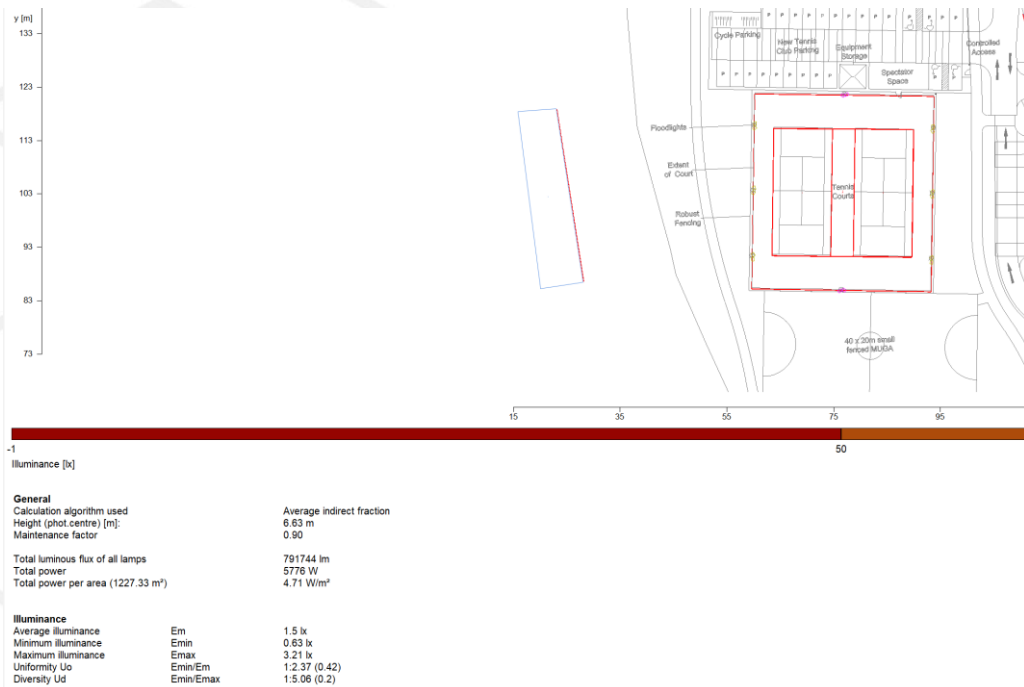 y [m]
133
123
113
103
93
83
73
Cycle Parking
New Tennis
Club Parking
Equipment
Storage
Spectator
Space
Controlled
Access
P P P P P P P P P P P P P P
P P P P P P P P P
Floodlights
Extent
of Court
Robust
Fencing
Tennis
Courts
40 x 20m small
fenced MUGA
15 35 55 75 95
-1 50
Illuminance [lx]
General
Calculation algorithm used Average indirect fraction
Height (phot.centre) [m]: 6.63 m
Maintenance factor 0.90
Total luminous flux of all lamps 791744 lm
Total power 5776 W
Total power per area (1227.33 m²) 4.71 W/m²
Illuminance
Average illuminance Em 1.5 lx
Minimum illuminance Emin 0.63 lx
Maximum illuminance Emax 3.21 lx
Uniformity Uo Emin/Em 1:2.37 (0.42)
Diversity Ud Emin/Emax 1:5.06 (0.2)